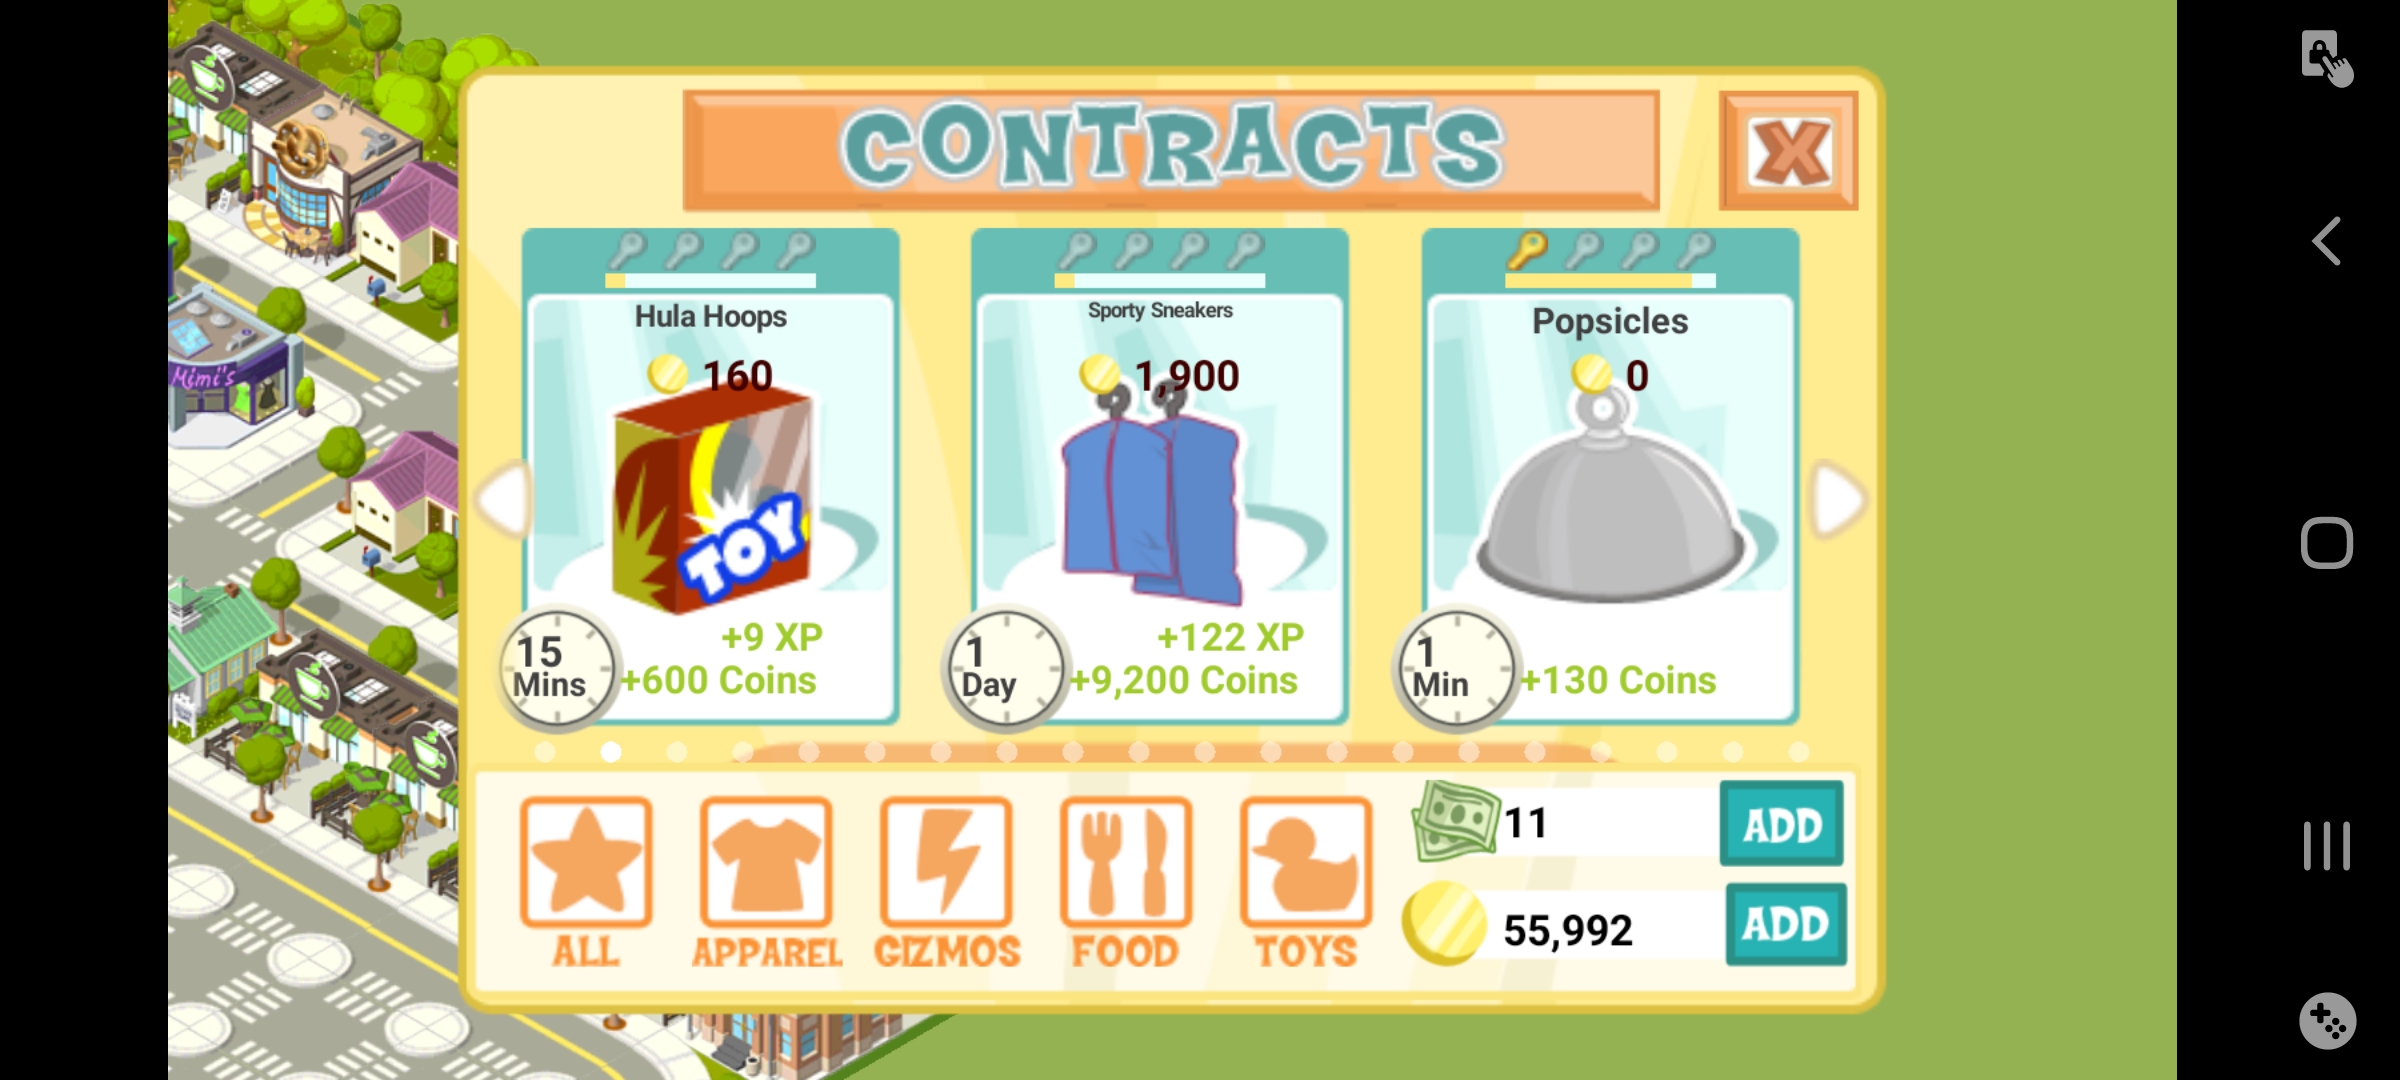 CONTRACTS
X
Hula Hoops
160
TOY
15
Mins
+9 XP
+600 Coins
Sporty Sneakers
1,900
1
Day
+122 XP
+9,200 Coins
Popsicles
0
1
Min
+130 Coins
Mimi's
ALL
APPAREL
GIZMOS
FOOD
TOYS
11
ADD
55,992
ADD